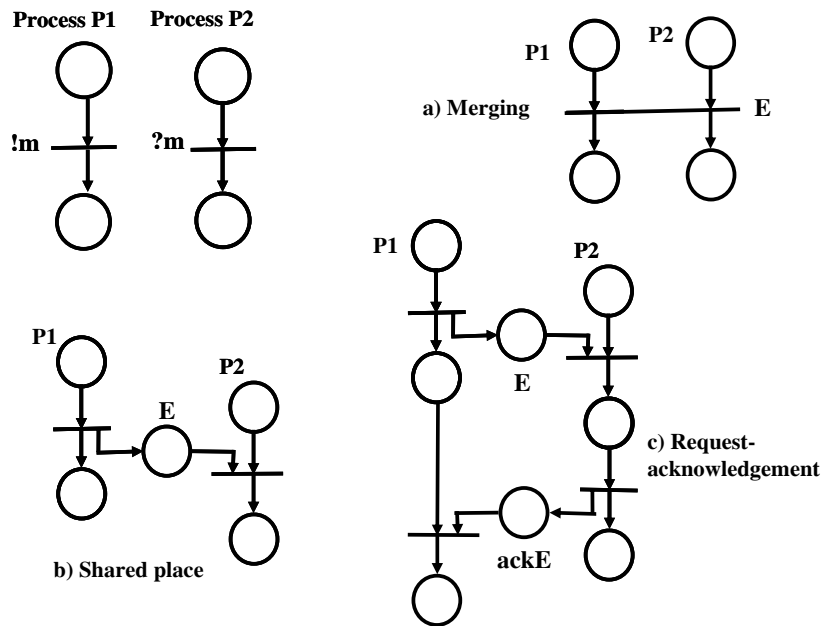 Process P1
Process P2
!m
?m
P1
P2
a) Merging
E
P1
P2
E
c) Request-
acknowledgement
ackE
P1
P2
E
b) Shared place